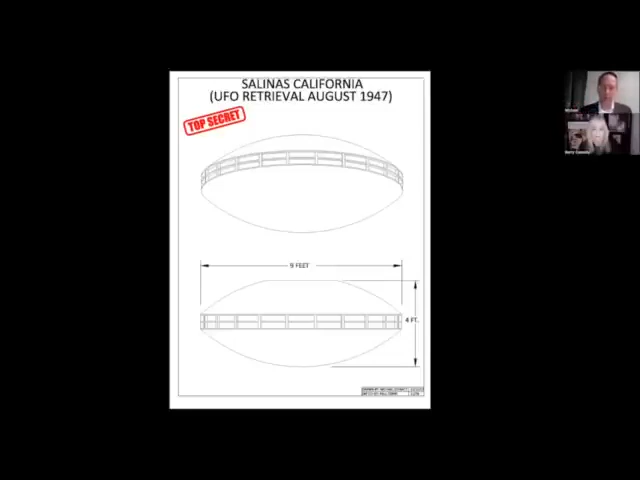 SALINAS CALIFORNIA
(UFO RETRIEVAL AUGUST 1947)
TOP SECRET
9 FEET
4 FT.